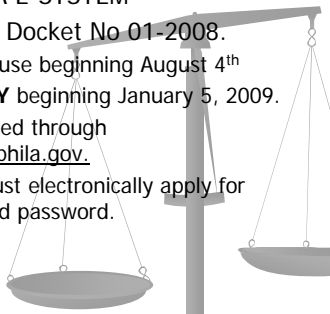 Docket No 01-2008.
use beginning August 4th
Y beginning January 5, 2009.
ed through
phila.gov.
ust electronically apply for
d password.